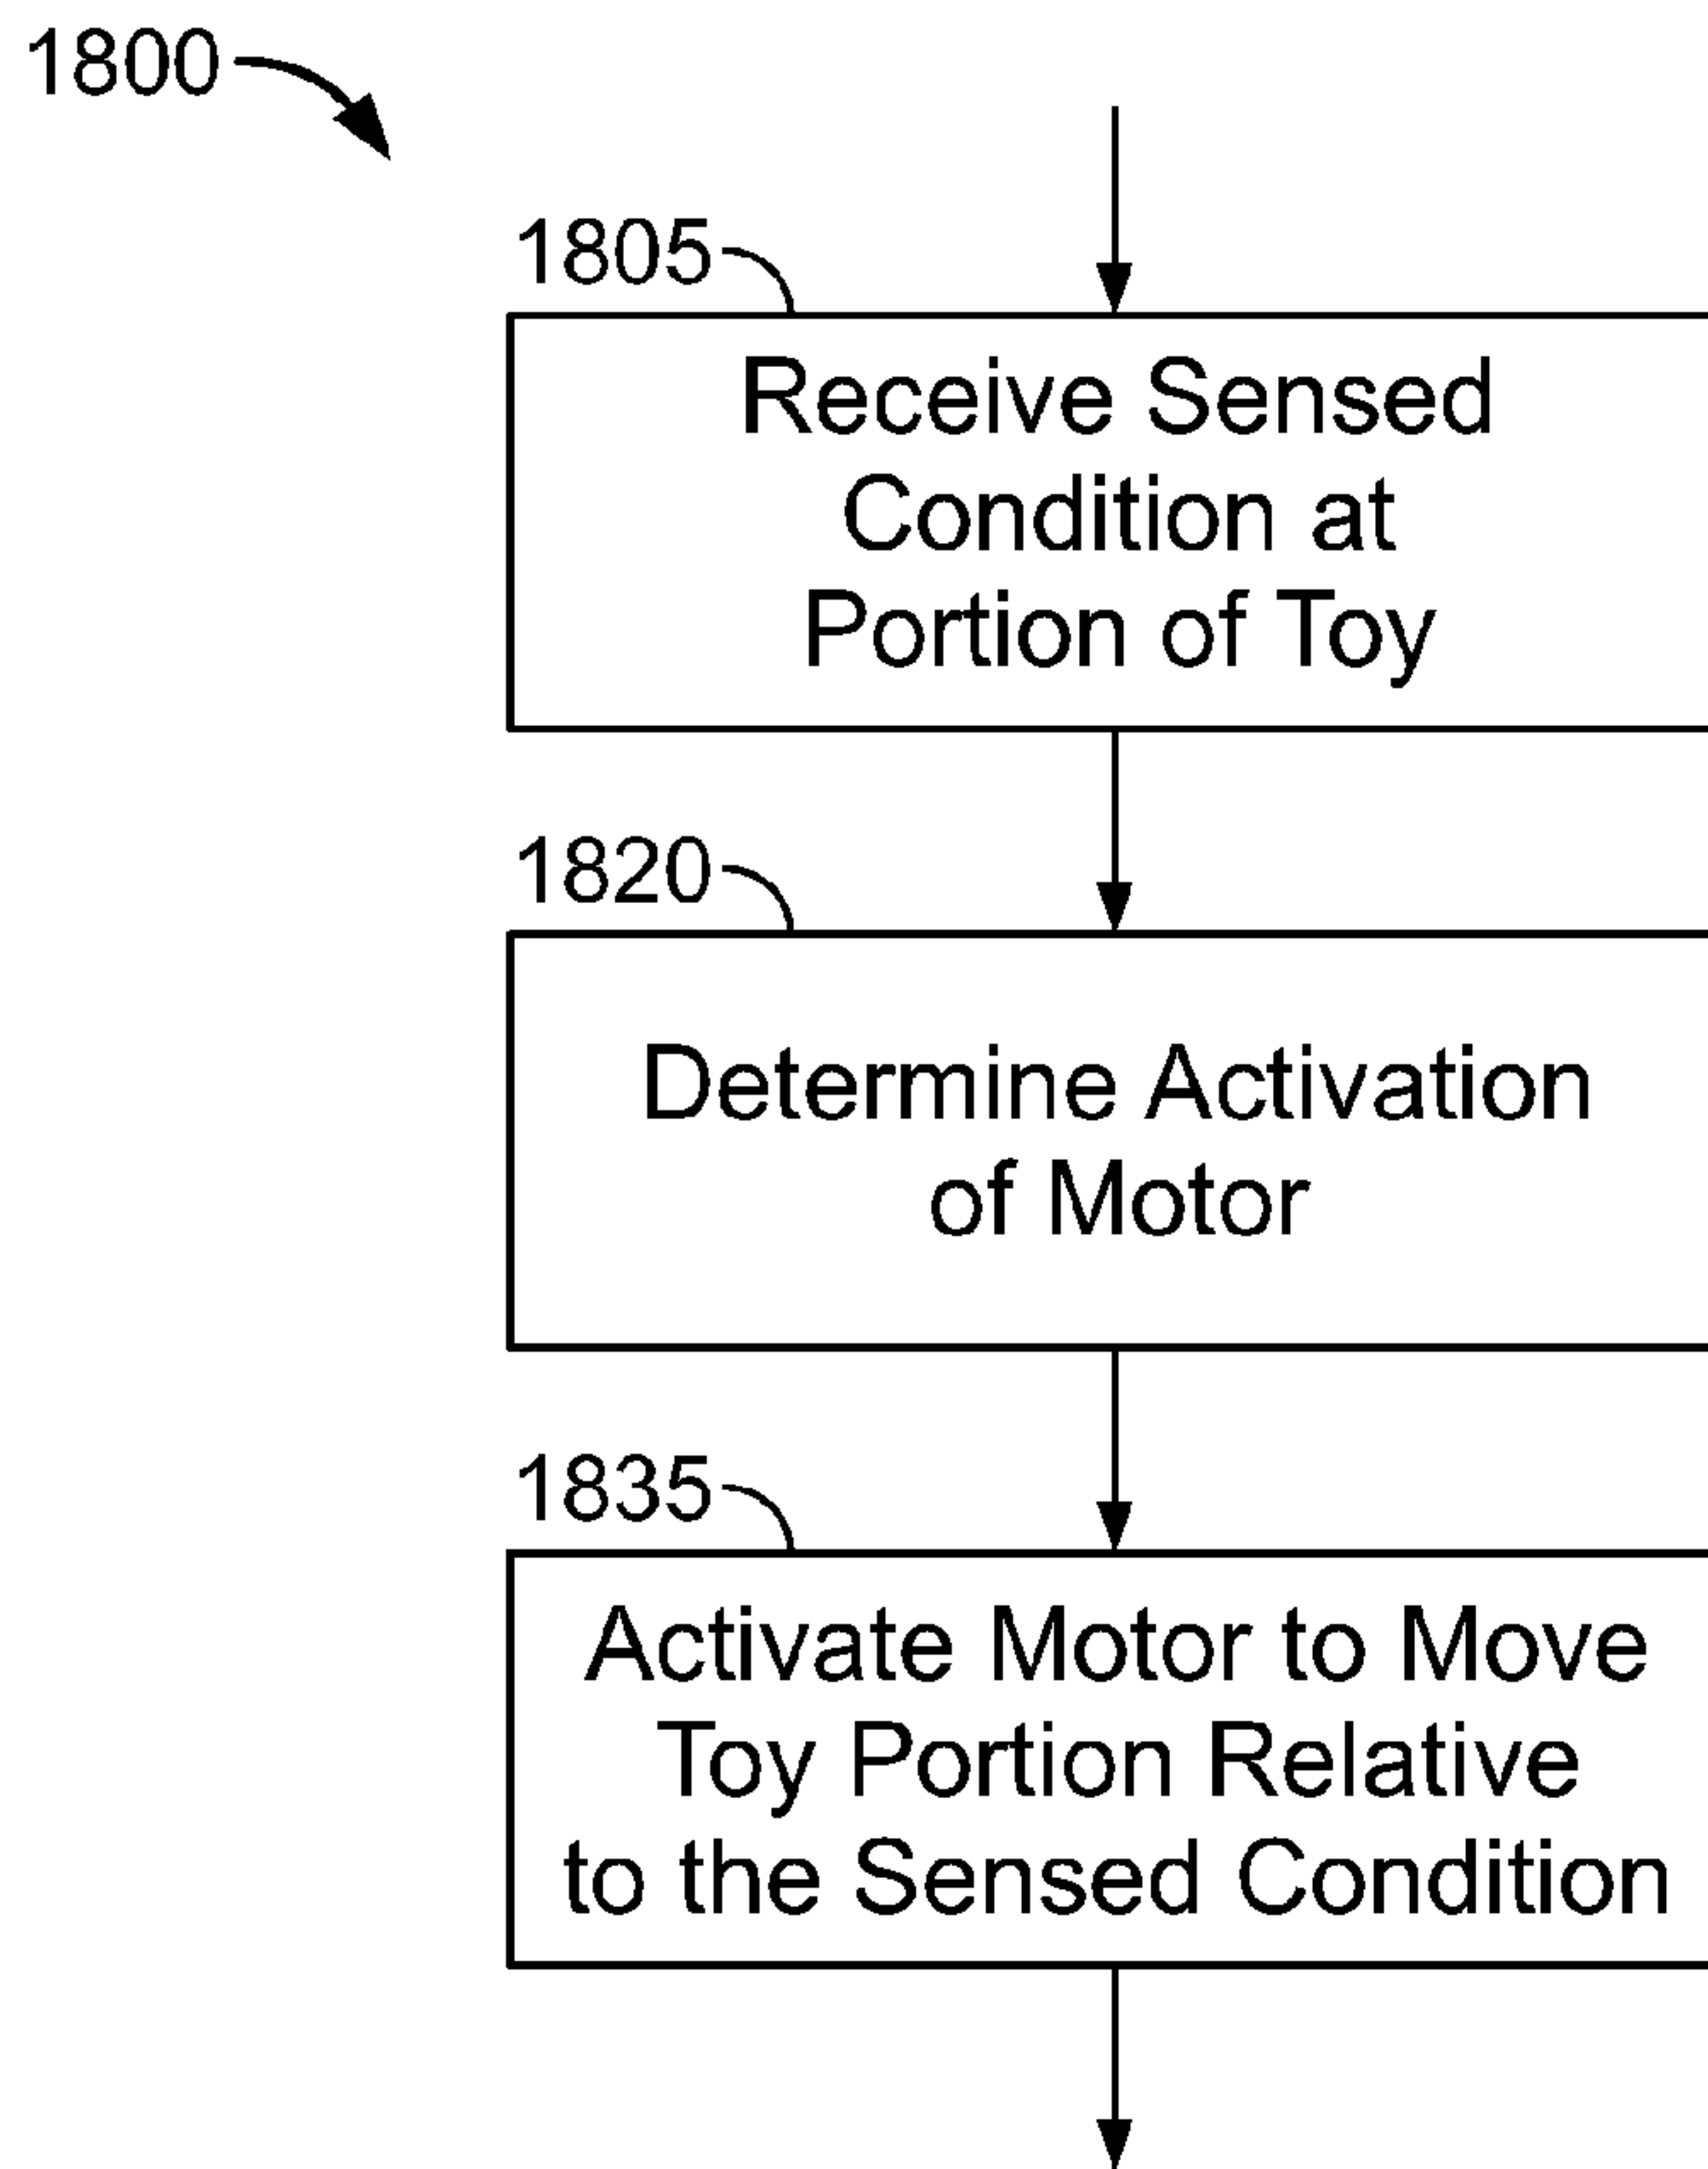 1800
1805
Receive Sensed
Condition at
Portion of Toy
1820
Determine Activation
of Motor
1835
Activate Motor to Move
Toy Portion Relative
to the Sensed Condition